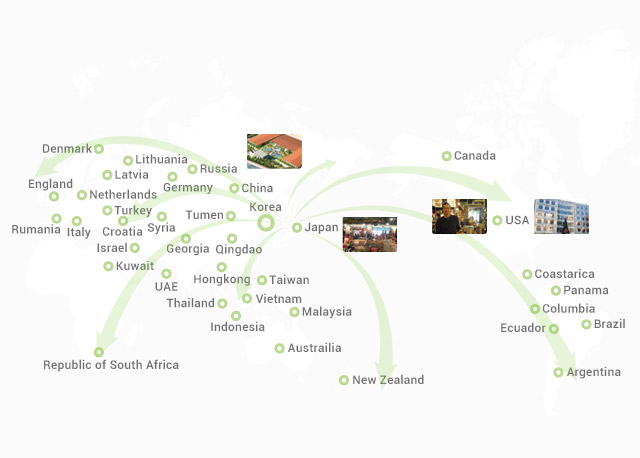 Denmark
Lithuania
Canada
Latvia
Russia
England
Germany
China
Netherlands
Korea
Turkey
Tumen
USA
Rumania
Italy
Croatia
Syria
Japan
Israel
Georgia
Qingdao
Kuwait
Hongkong
Taiwan
Coastarica
UAE
Panama
Thailand
Vietnam
Columbia
Malaysia
Indonesia
Ecuador
Brazil
Austrailia
Republic of South Africa
New Zealand
Argentina